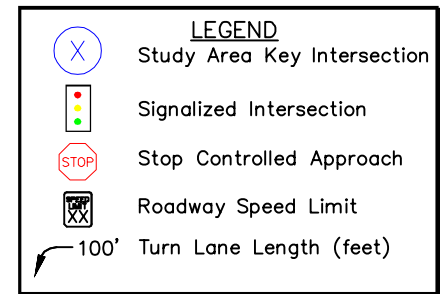 LEGEND
X Study Area Key Intersection
Signalized Intersection
STOP Stop Controlled Approach
SPEED
LIMIT
XX Roadway Speed Limit
100' Turn Lane Length (feet)